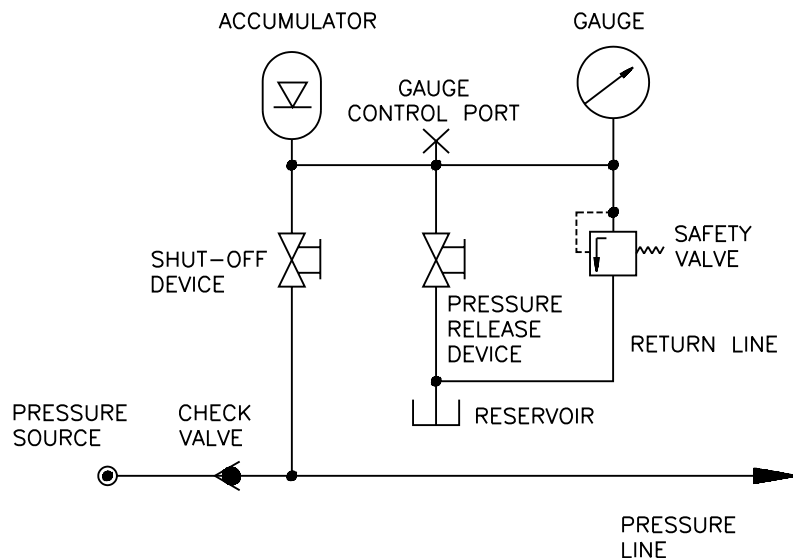 ACCUMULATOR
GAUGE
GAUGE
CONTROL PORT
SHUT-OFF
DEVICE
SAFETY
VALVE
PRESSURE
RELEASE
DEVICE
RETURN LINE
PRESSURE
SOURCE
CHECK
VALVE
RESERVOIR
PRESSURE
LINE